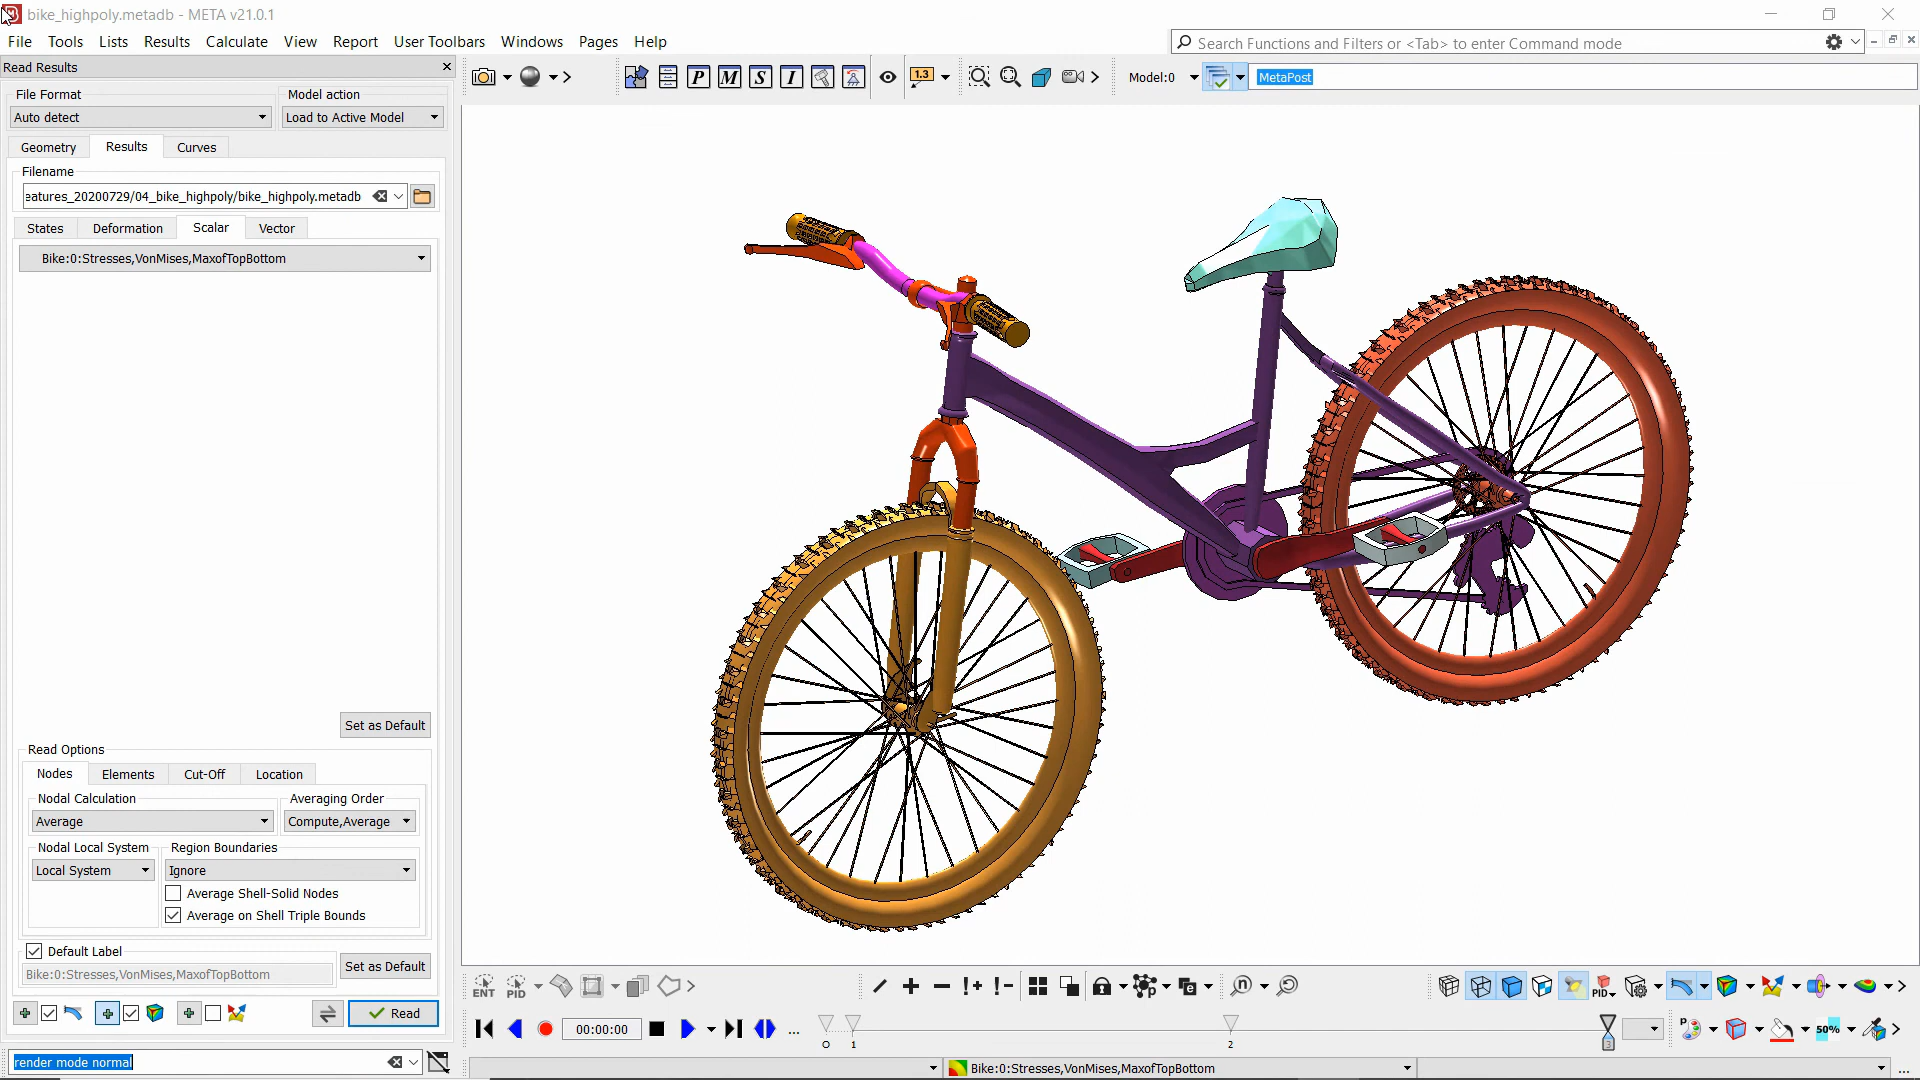 bike_highpoly.metadb - META v21.0.1
File Tools Lists Results Calculate View Report User Toolbars Windows Pages Help
Search Functions and Filters or <Tab> to enter Command mode
Read Results
File Format
Model action
Auto detect
Load to Active Model
P M S I
1.3
Model:0
MetaPost
Geometry Results Curves
Filename
eatures_20200729/04_bike_highpoly/bike_highpoly.metadb
States Deformation Scalar Vector
Bike:0:Stresses,VonMises,MaxofTopBottom
Set as Default
Read Options
Nodes Elements Cut-Off Location
Nodal Calculation
Averaging Order
Average
Compute,Average
Nodal Local System
Region Boundaries
Local System
Ignore
Average Shell-Solid Nodes
Average on Shell Triple Bounds
Default Label
Bike:0:Stresses,VonMises,MaxofTopBottom
Set as Default
Read
render mode normal
ENT
PID
PID
00:00:00
...
0
1
2
3
50%
Bike:0:Stresses,VonMises,MaxofTopBottom
...